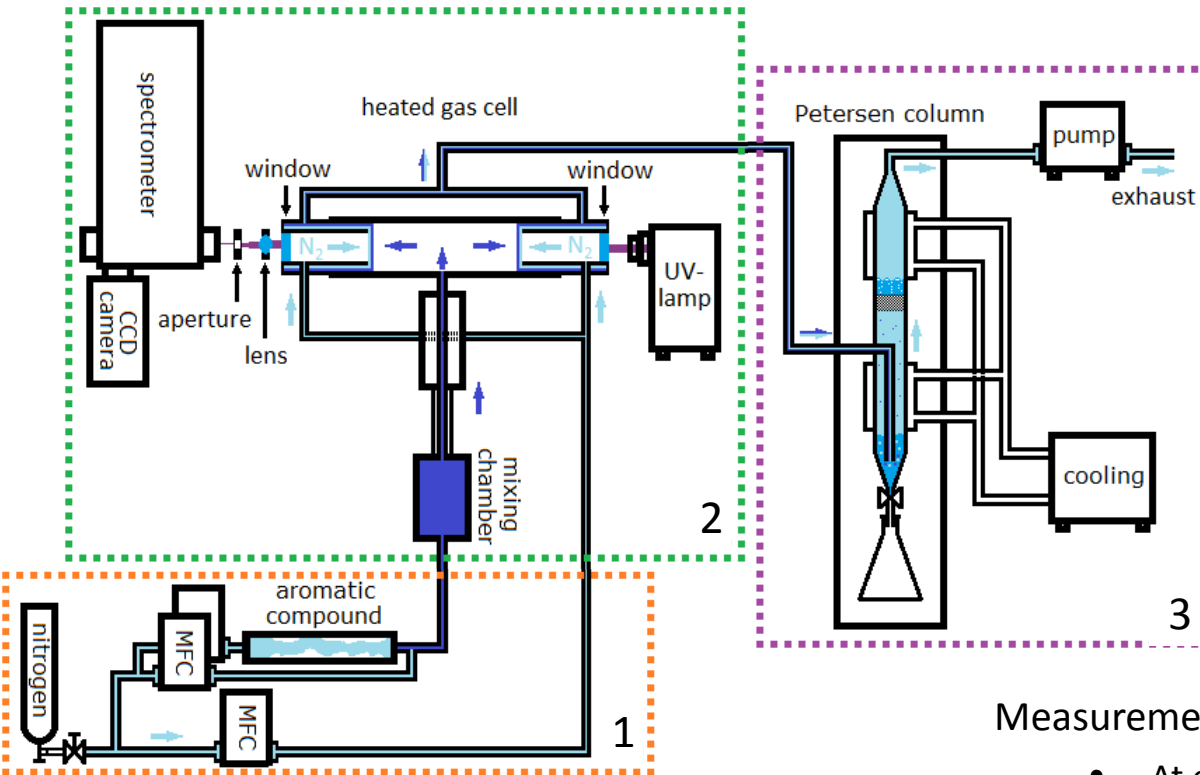 spectrometer
CCD
camera
aperture
lens
window
heated gas cell
window
N₂
N₂
UV-
lamp
mixing
chamber
2
Petersen column
pump
exhaust
cooling
3
nitrogen
MFC
aromatic
compound
MFC
1
Measureme
• At